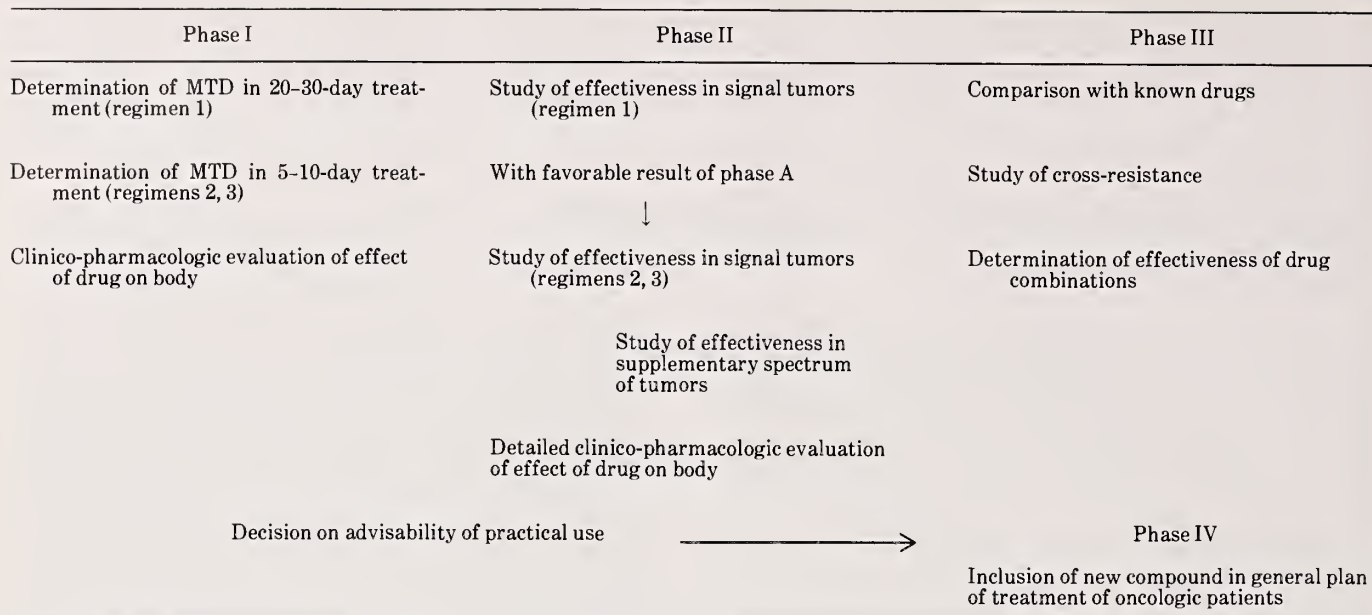 Phase I
Phase II
Phase III
Determination of MTD in 20–30-day treat-
ment (regimen 1)
Study of effectiveness in signal tumors
(regimen 1)
Comparison with known drugs
Determination of MTD in 5–10-day treat-
ment (regimens 2, 3)
With favorable result of phase A
↓
Study of cross-resistance
Clinico-pharmacologic evaluation of effect
of drug on body
Study of effectiveness in signal tumors
(regimens 2, 3)
Determination of effectiveness of drug
combinations
Study of effectiveness in
supplementary spectrum
of tumors
Detailed clinico-pharmacologic evaluation
of effect of drug on body
Decision on advisability of practical use
→
Phase IV
Inclusion of new compound in general plan
of treatment of oncologic patients